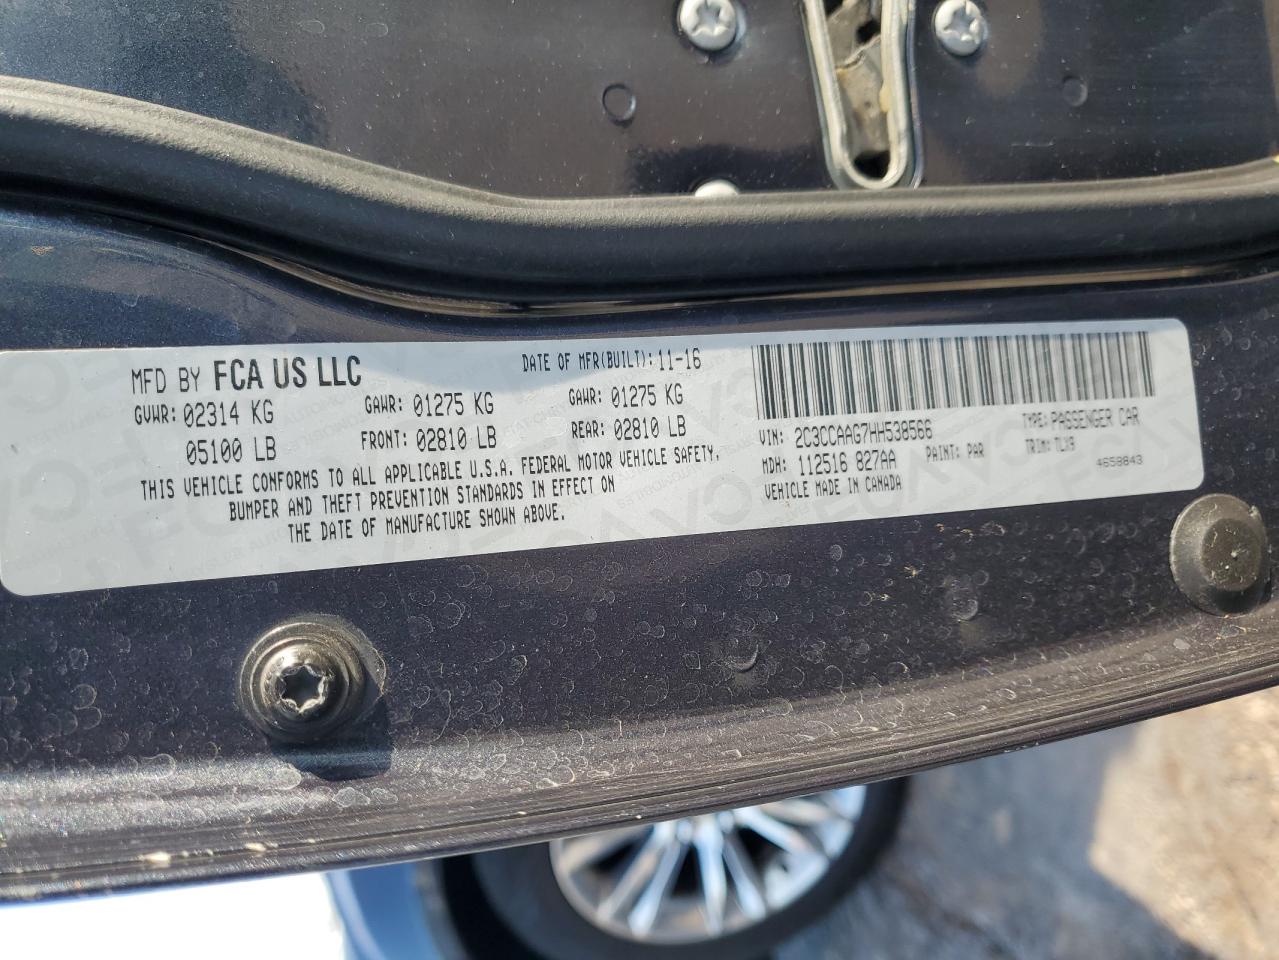 MFD BY FCA US LLC DATE OF MFR(BUILT): 11-16
GVWR: 02314 KG GAWR: 01275 KG GAWR: 01275 KG
05100 LB FRONT: 02810 LB REAR: 02810 LB
THIS VEHICLE CONFORMS TO ALL APPLICABLE U.S.A. FEDERAL MOTOR VEHICLE SAFETY,
BUMPER AND THEFT PREVENTION STANDARDS IN EFFECT ON
THE DATE OF MANUFACTURE SHOWN ABOVE.
VIN: 2C3CCAAG7HH538566 TYPE: PASSENGER CAR
MDH: 112516 827AA PAINT: PAR TRIM: TLX9
VEHICLE MADE IN CANADA 4658843